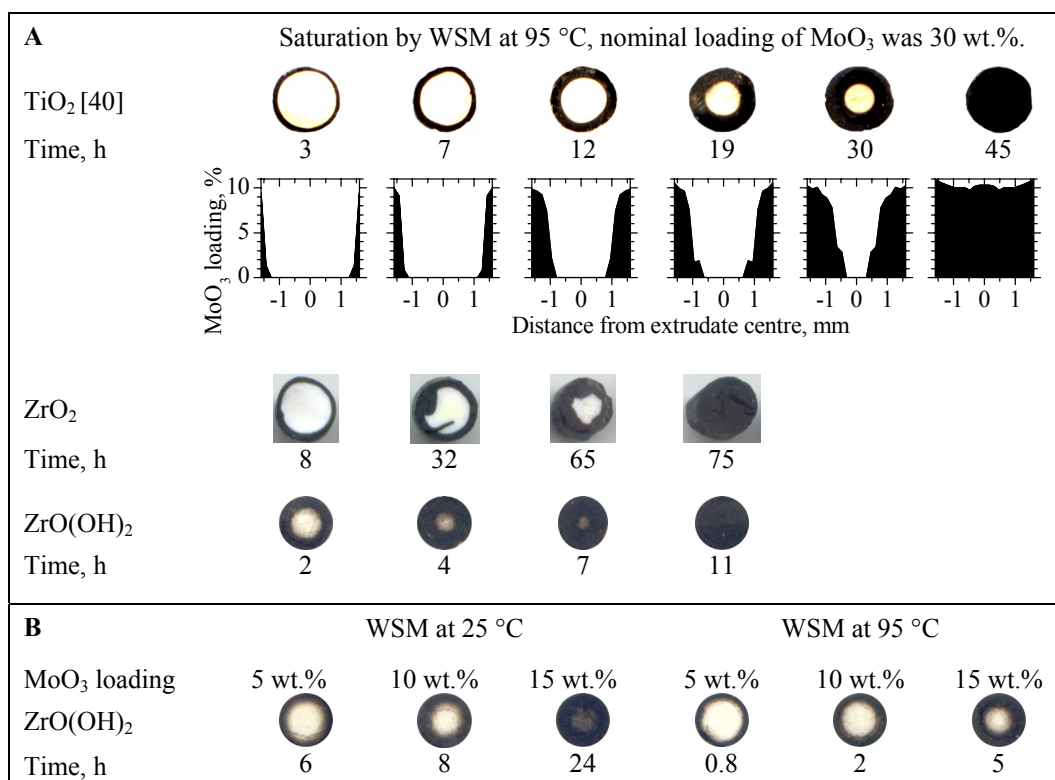 A Saturation by WSM at 95 °C, nominal loading of MoO₃ was 30 wt.%.
TiO₂ [40]
Time, h 3 7 12 19 30 45
MoO₃ loading, %
10
5
0
-1 0 1 -1 0 1 -1 0 1 -1 0 1 -1 0 1 -1 0 1
Distance from extrudate centre, mm
ZrO₂
Time, h 8 32 65 75
ZrO(OH)₂
Time, h 2 4 7 11
B WSM at 25 °C WSM at 95 °C
MoO₃ loading 5 wt.% 10 wt.% 15 wt.% 5 wt.% 10 wt.% 15 wt.%
ZrO(OH)₂
Time, h 6 8 24 0.8 2 5